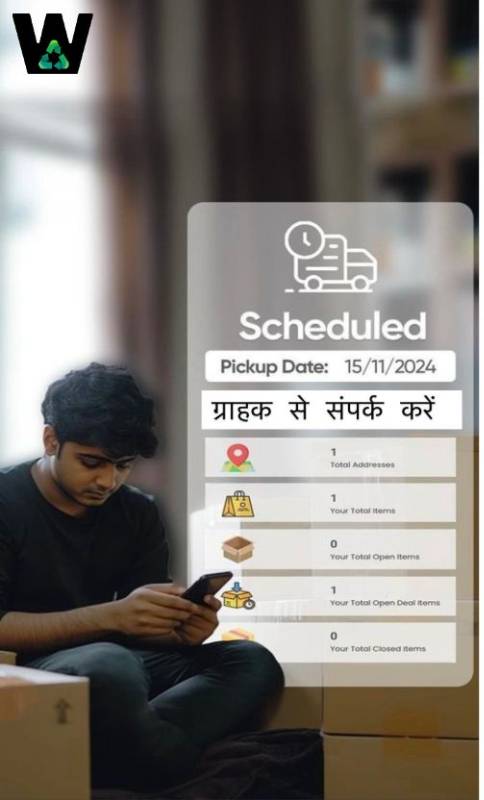 W
Scheduled
Pickup Date: 15/11/2024
ग्राहक से संपर्क करें
1
Total Addresses
1
Your Total Items
0
Your Total Open Items
1
Your Total Open Deal Items
0
Your Total Closed Items